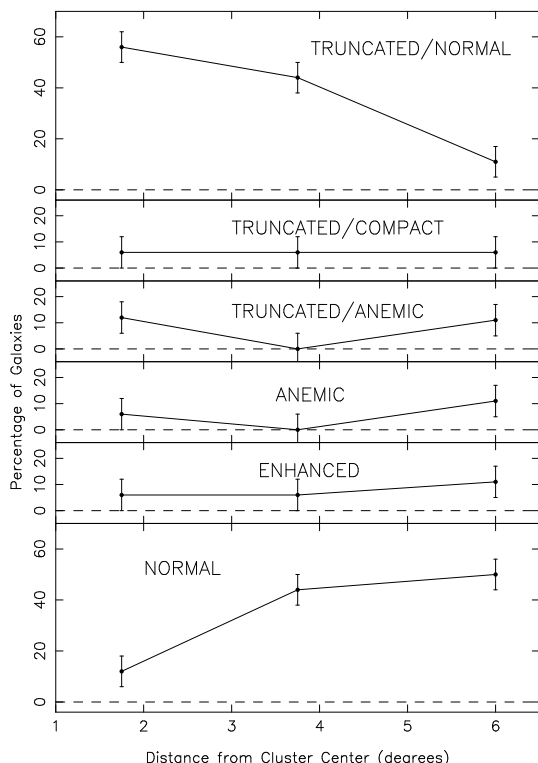 60
TRUNCATED/NORMAL
40
20
0
20
TRUNCATED/COMPACT
10
0
20
TRUNCATED/ANEMIC
10
0
Percentage of Galaxies
20
ANEMIC
10
0
20
ENHANCED
10
0
60
NORMAL
40
20
0
1 2 3 4 5 6
Distance from Cluster Center (degrees)